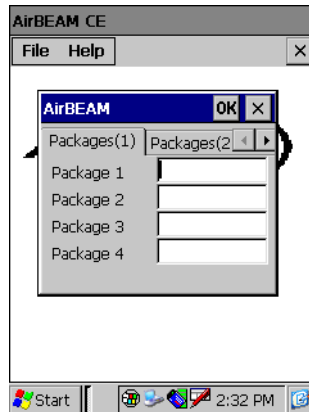 AirBEAM CE
File Help
AirBEAM OK
Packages(1) Packages(2
Package 1
Package 2
Package 3
Package 4
Start 2:32 PM